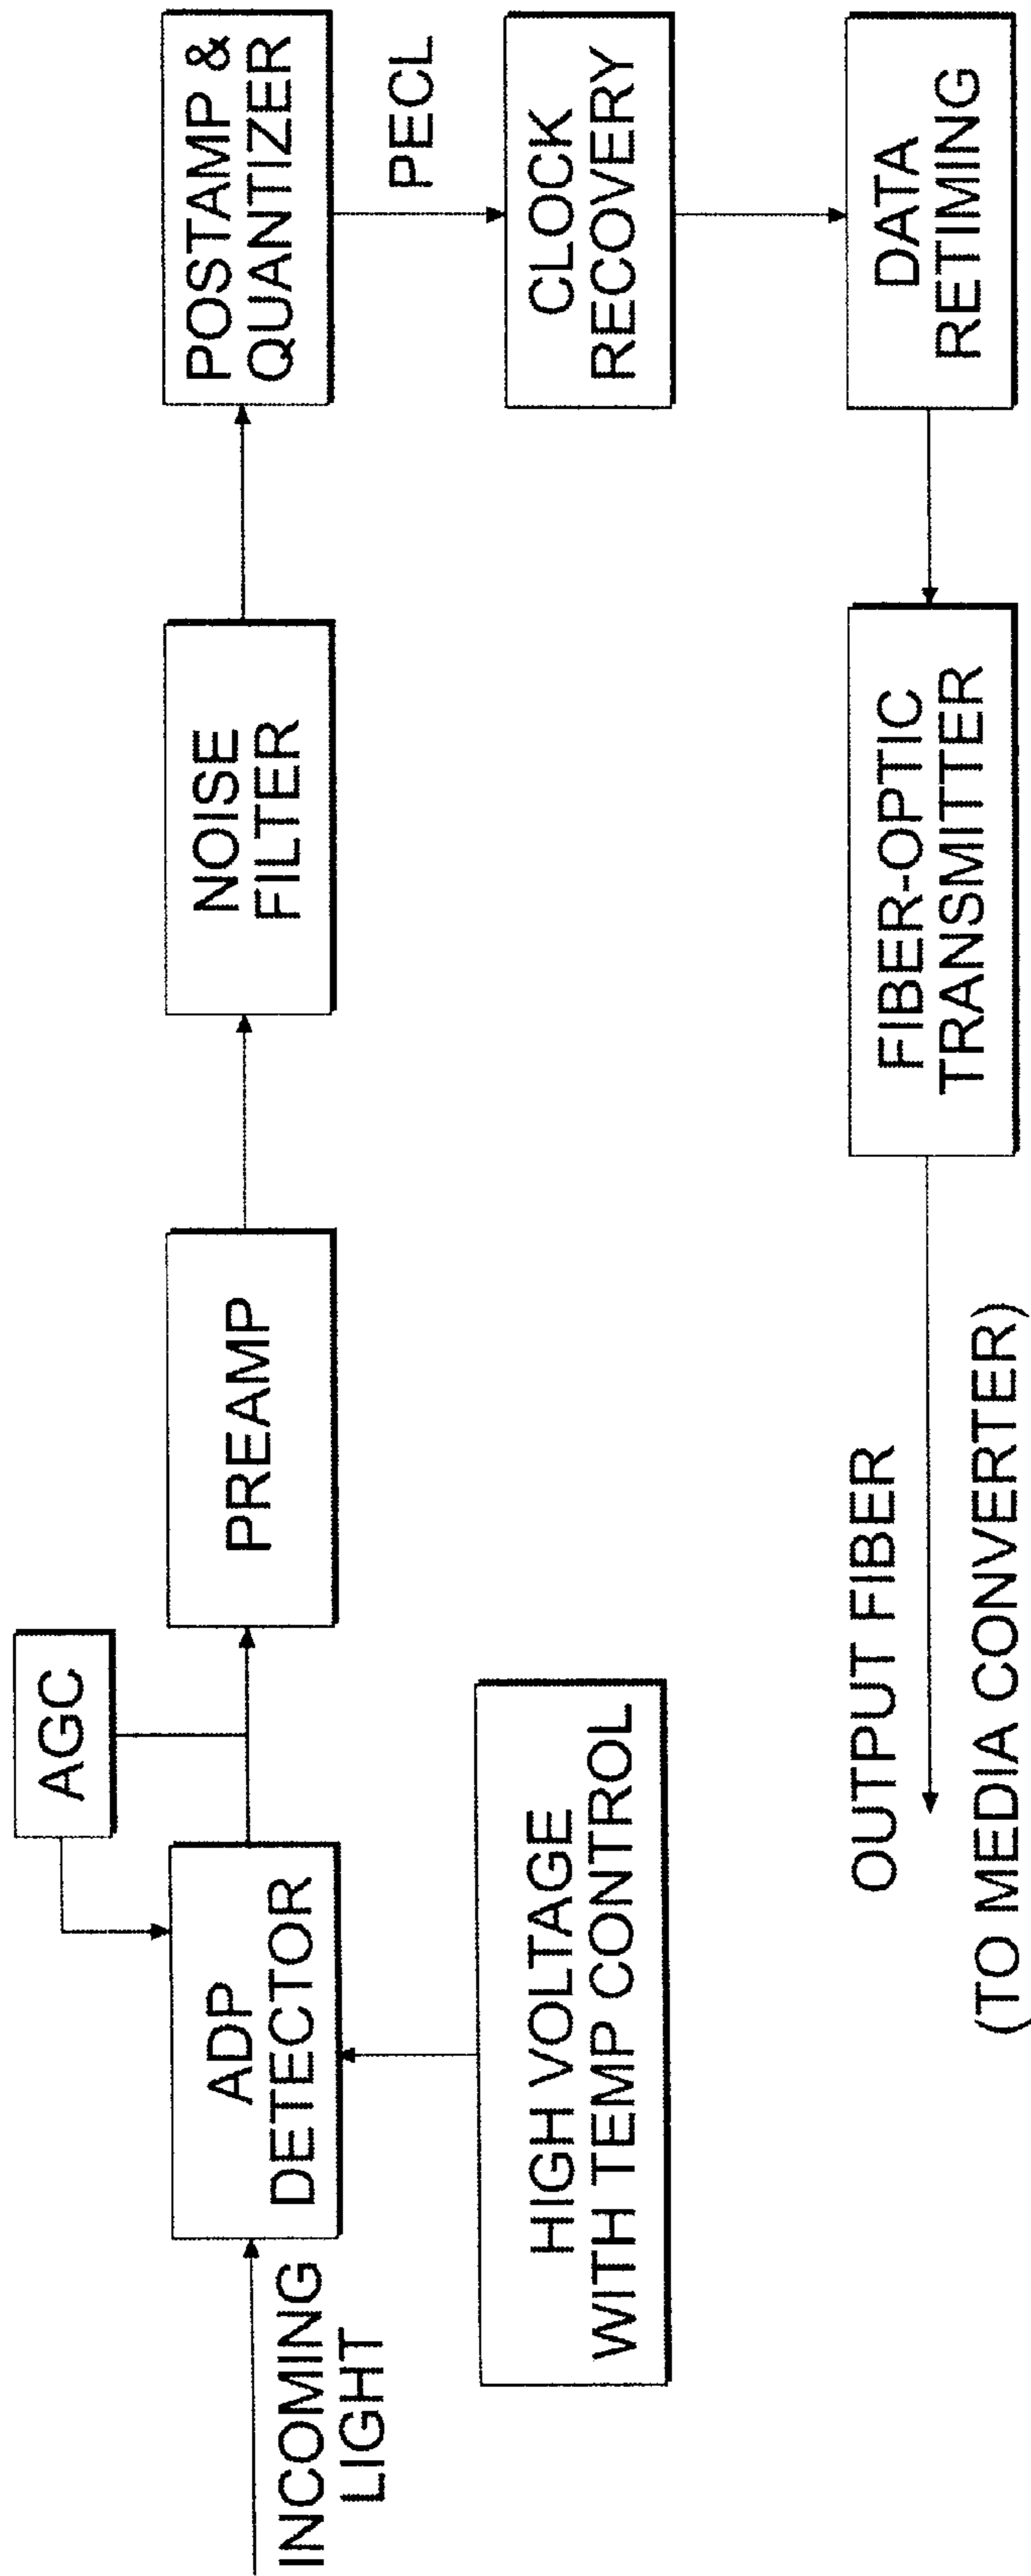 INCOMING
LIGHT
ADP
DETECTOR
AGC
HIGH VOLTAGE
WITH TEMP CONTROL
PREAMP
NOISE
FILTER
POSTAMP &
QUANTIZER
PECL
CLOCK
RECOVERY
DATA
RETIMING
FIBER-OPTIC
TRANSMITTER
OUTPUT FIBER
(TO MEDIA CONVERTER)